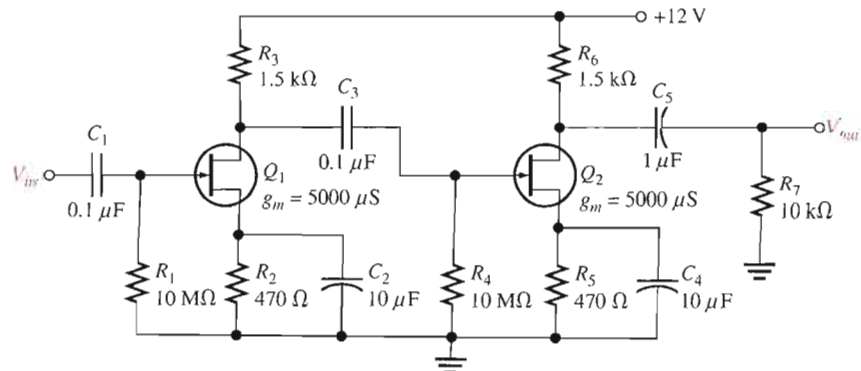 +12 V
R3
1.5 kΩ
R6
1.5 kΩ
C3
0.1 μF
C5
1 μF
C1
0.1 μF
Vin
Vout
Q1
gm = 5000 μS
Q2
gm = 5000 μS
R7
10 kΩ
R1
10 MΩ
R2
470 Ω
C2
10 μF
R4
10 MΩ
R5
470 Ω
C4
10 μF